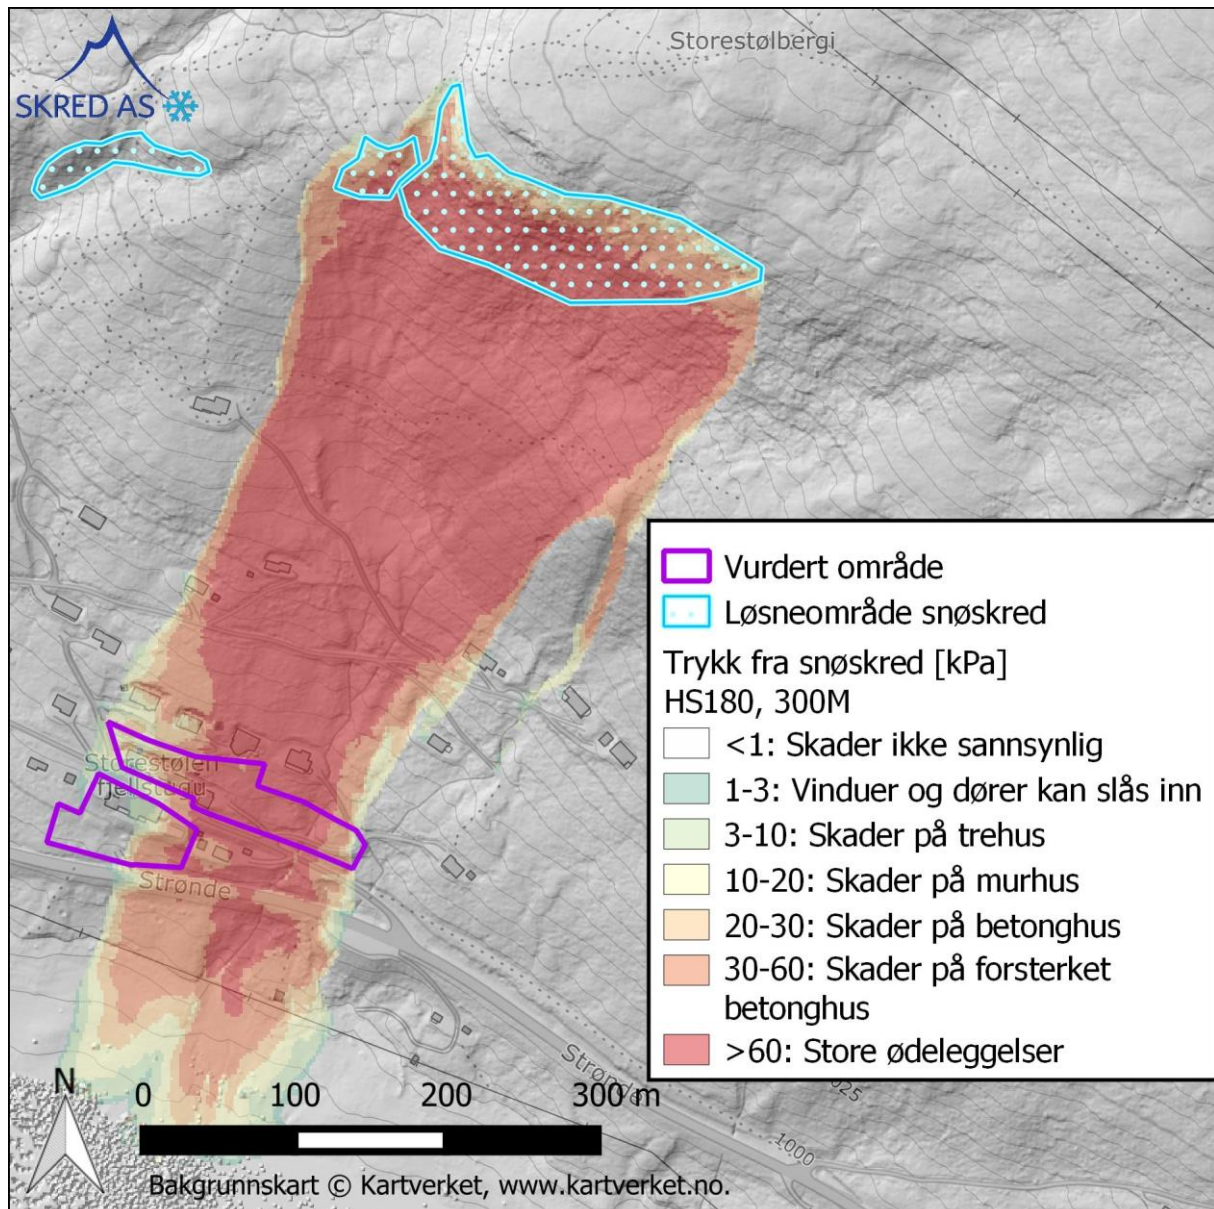 Storestølbergi
SKRED AS
Vurdert område
Løsneområde snøskred
Trykk fra snøskred [kPa]
HS180, 300M
<1: Skader ikke sannsynlig
1-3: Vinduer og dører kan slås inn
3-10: Skader på trehus
10-20: Skader på murhus
20-30: Skader på betonghus
30-60: Skader på forsterket
betonghus
>60: Store ødeleggelser
Storestølen
fjellstugu
Strønde
Strønde
1025
1000
N
0 100 200 300 m
Bakgrunnskart © Kartverket, www.kartverket.no.